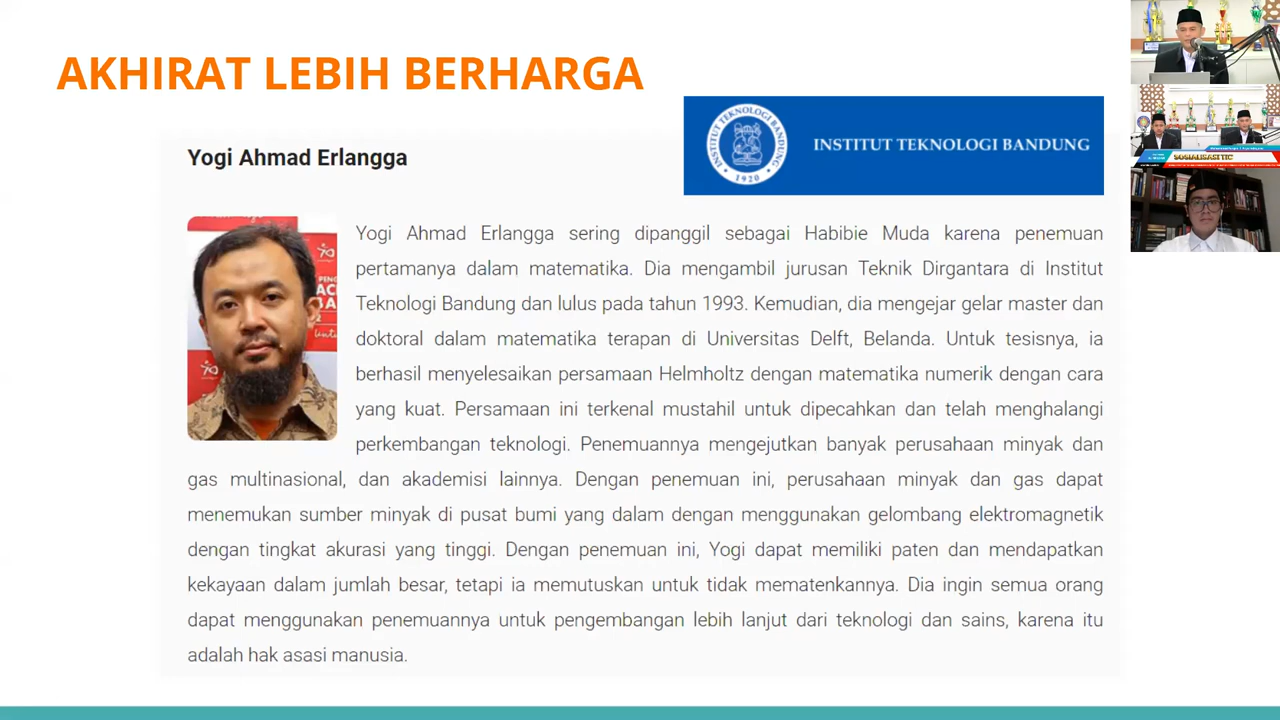 AKHIRAT LEBIH BERHARGA
INSTITUT TEKNOLOGI BANDUNG
INSTITUT TEKNOLOGI BANDUNG
1920
Yogi Ahmad Erlangga
Yogi Ahmad Erlangga sering dipanggil sebagai Habibie Muda karena penemuan
pertamanya dalam matematika. Dia mengambil jurusan Teknik Dirgantara di Institut
Teknologi Bandung dan lulus pada tahun 1993. Kemudian, dia mengejar gelar master dan
doktoral dalam matematika terapan di Universitas Delft, Belanda. Untuk tesisnya, ia
berhasil menyelesaikan persamaan Helmholtz dengan matematika numerik dengan cara
yang kuat. Persamaan ini terkenal mustahil untuk dipecahkan dan telah menghalangi
perkembangan teknologi. Penemuannya mengejutkan banyak perusahaan minyak dan
gas multinasional, dan akademisi lainnya. Dengan penemuan ini, perusahaan minyak dan gas dapat
menemukan sumber minyak di pusat bumi yang dalam dengan menggunakan gelombang elektromagnetik
dengan tingkat akurasi yang tinggi. Dengan penemuan ini, Yogi dapat memiliki paten dan mendapatkan
kekayaan dalam jumlah besar, tetapi ia memutuskan untuk tidak mematenkannya. Dia ingin semua orang
dapat menggunakan penemuannya untuk pengembangan lebih lanjut dari teknologi dan sains, karena itu
adalah hak asasi manusia.
SOSIALISASI TIC